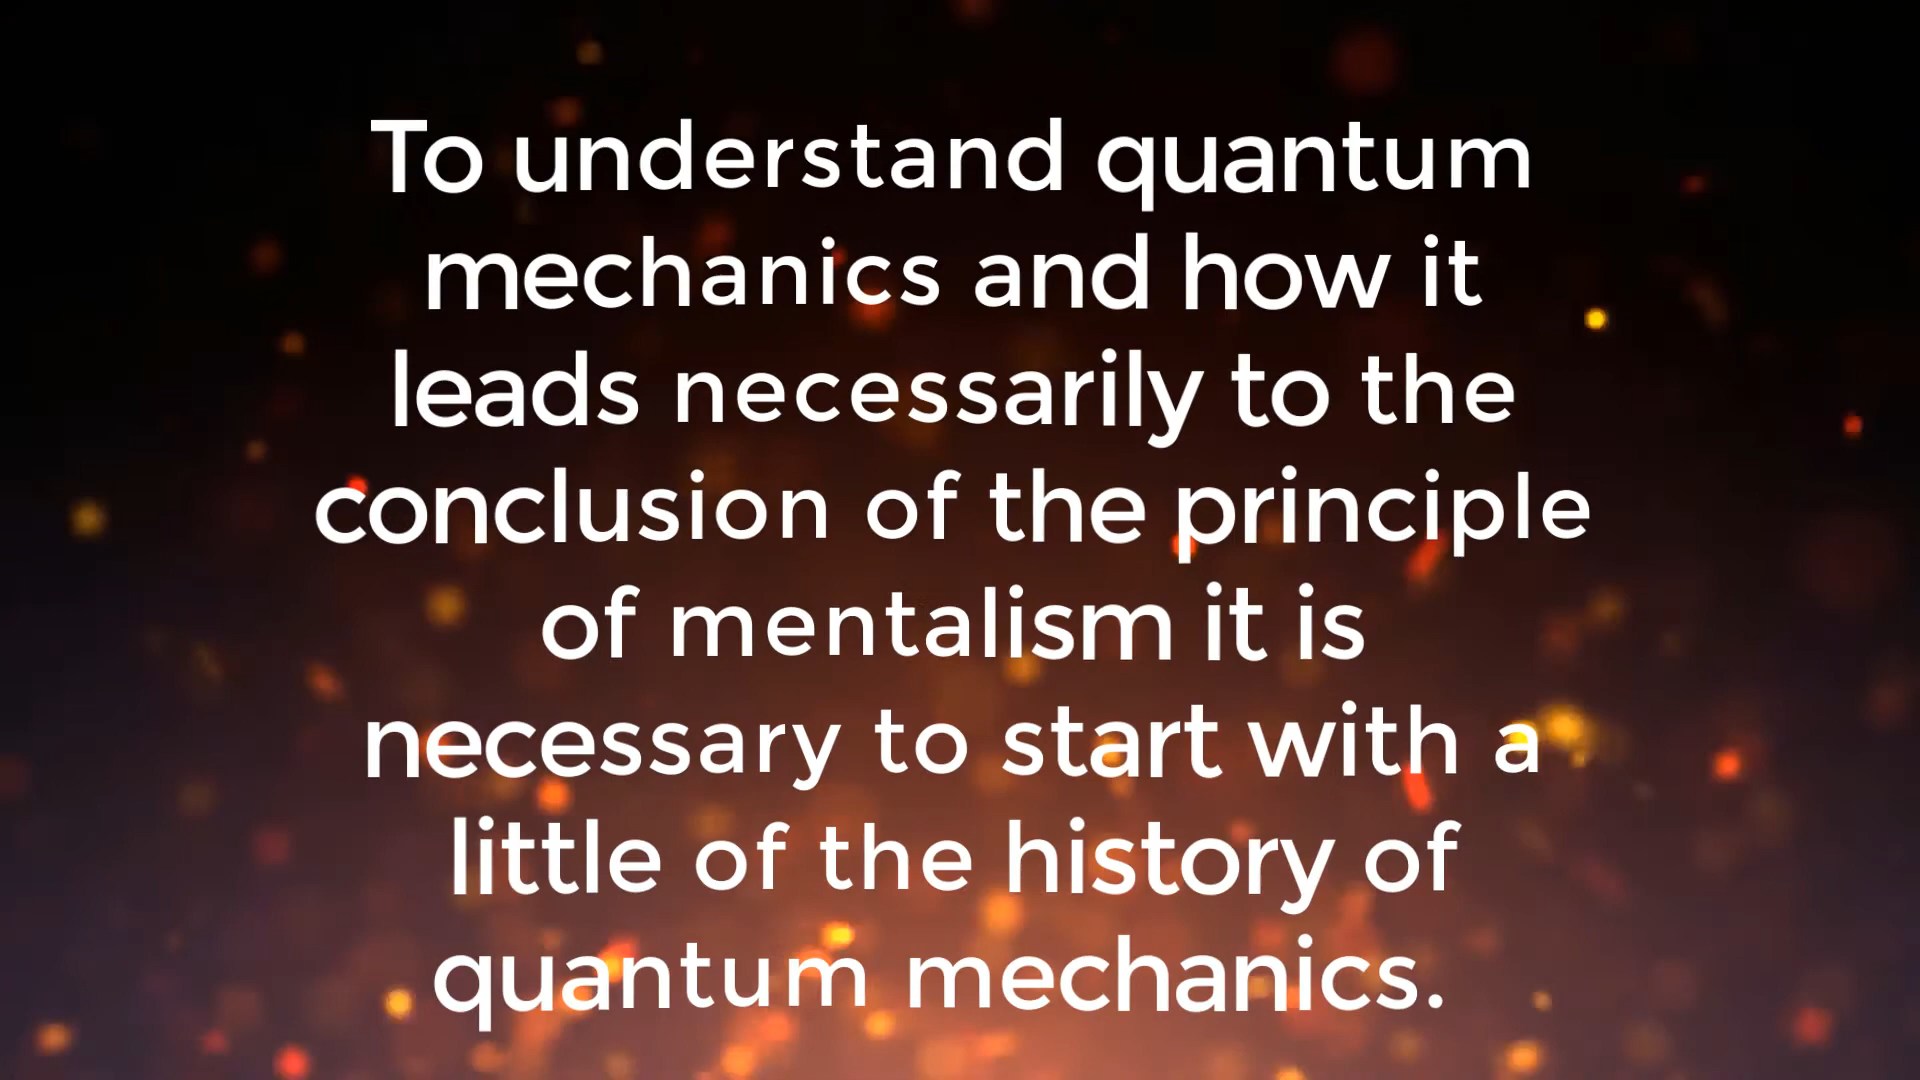 To understand quantum
mechanics and how it
leads necessarily to the
conclusion of the principle
of mentalism it is
necessary to start with a
little of the history of
quantum mechanics.